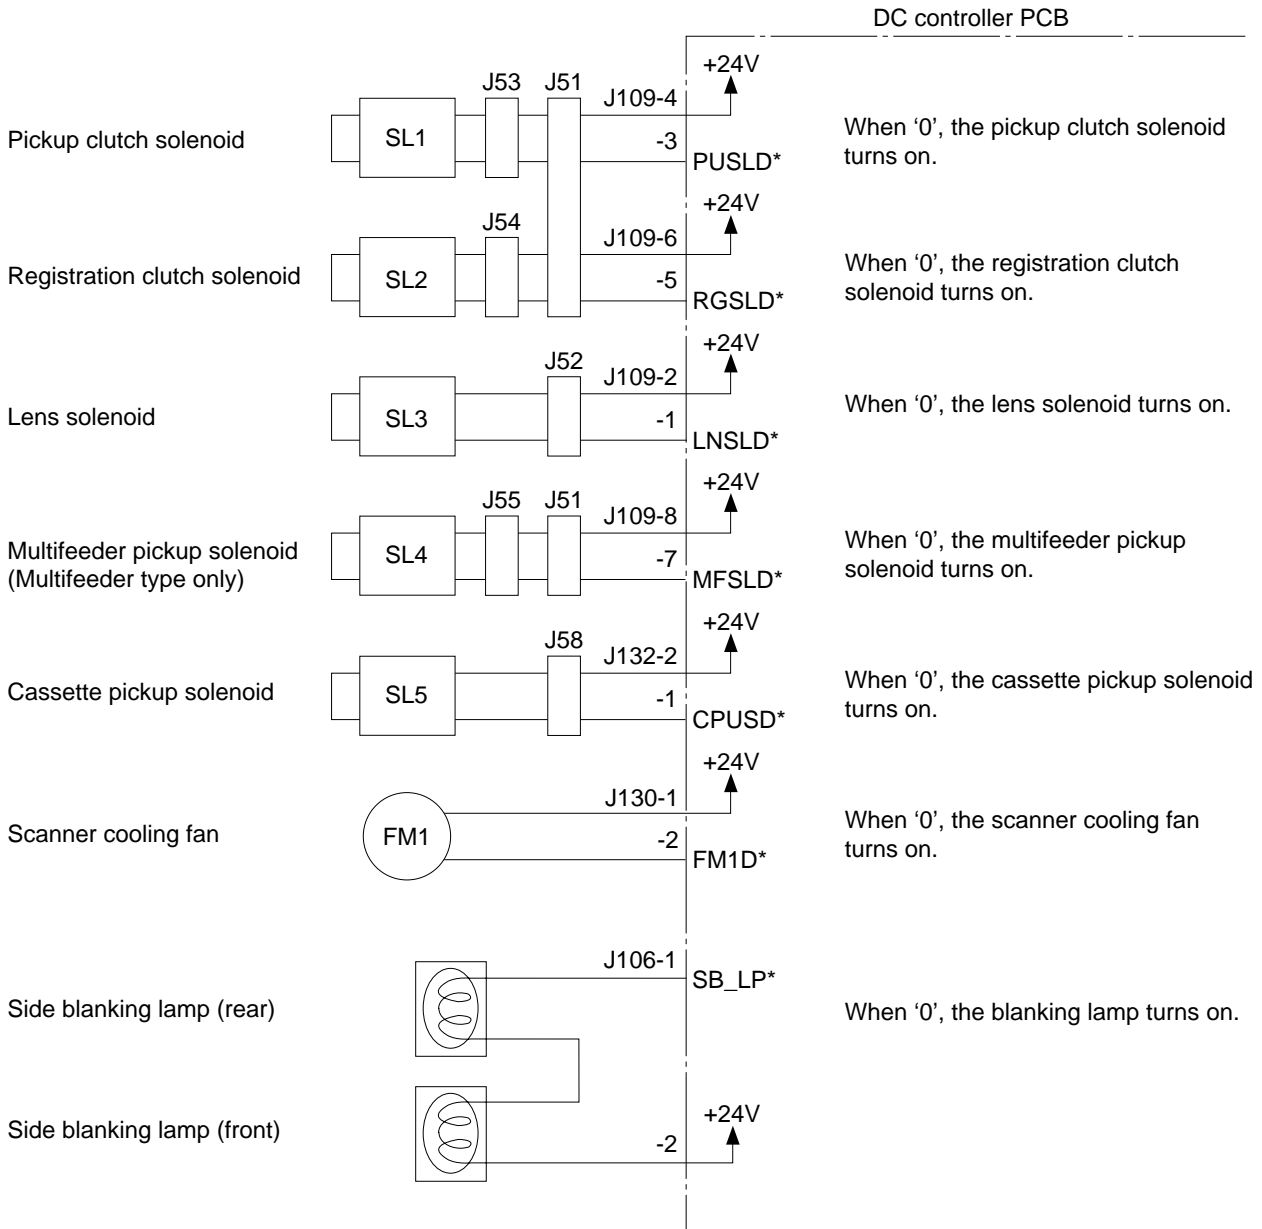 DC controller PCB
+24V
J53 J51
J109-4
Pickup clutch solenoid
SL1
-3
PUSLD*
When ‘0’, the pickup clutch solenoid
turns on.
+24V
J54
J109-6
Registration clutch solenoid
SL2
-5
RGSLD*
When ‘0’, the registration clutch
solenoid turns on.
+24V
J52
J109-2
Lens solenoid
SL3
-1
LNSLD*
When ‘0’, the lens solenoid turns on.
+24V
J55 J51
J109-8
Multifeeder pickup solenoid
(Multifeeder type only)
SL4
-7
MFSLD*
When ‘0’, the multifeeder pickup
solenoid turns on.
+24V
J58
J132-2
Cassette pickup solenoid
SL5
-1
CPUSD*
When ‘0’, the cassette pickup solenoid
turns on.
+24V
J130-1
Scanner cooling fan
FM1
-2
FM1D*
When ‘0’, the scanner cooling fan
turns on.
J106-1
SB_LP*
Side blanking lamp (rear)
When ‘0’, the blanking lamp turns on.
+24V
Side blanking lamp (front)
-2